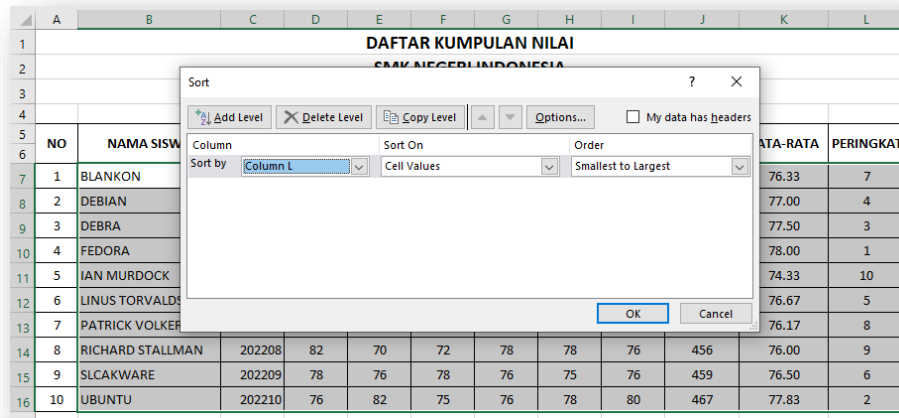 A B C D E F G H I J K L
1 DAFTAR KUMPULAN NILAI
2 SMK NEGERI INDONESIA
3 Sort ? ×
4 Add Level Delete Level Copy Level Options... My data has headers
5 NO NAMA SISW Column Sort On Order ATA-RATA PERINGKAT
6 Sort by Column L Cell Values Smallest to Largest
7 1 BLANKON 76.33 7
8 2 DEBIAN 77.00 4
9 3 DEBRA 77.50 3
10 4 FEDORA 78.00 1
11 5 IAN MURDOCK 74.33 10
12 6 LINUS TORVALDS 76.67 5
OK Cancel
13 7 PATRICK VOLKER 76.17 8
14 8 RICHARD STALLMAN 202208 82 70 72 78 78 76 456 76.00 9
15 9 SLCAKWARE 202209 78 76 78 76 75 76 459 76.50 6
16 10 UBUNTU 202210 76 82 75 76 78 80 467 77.83 2